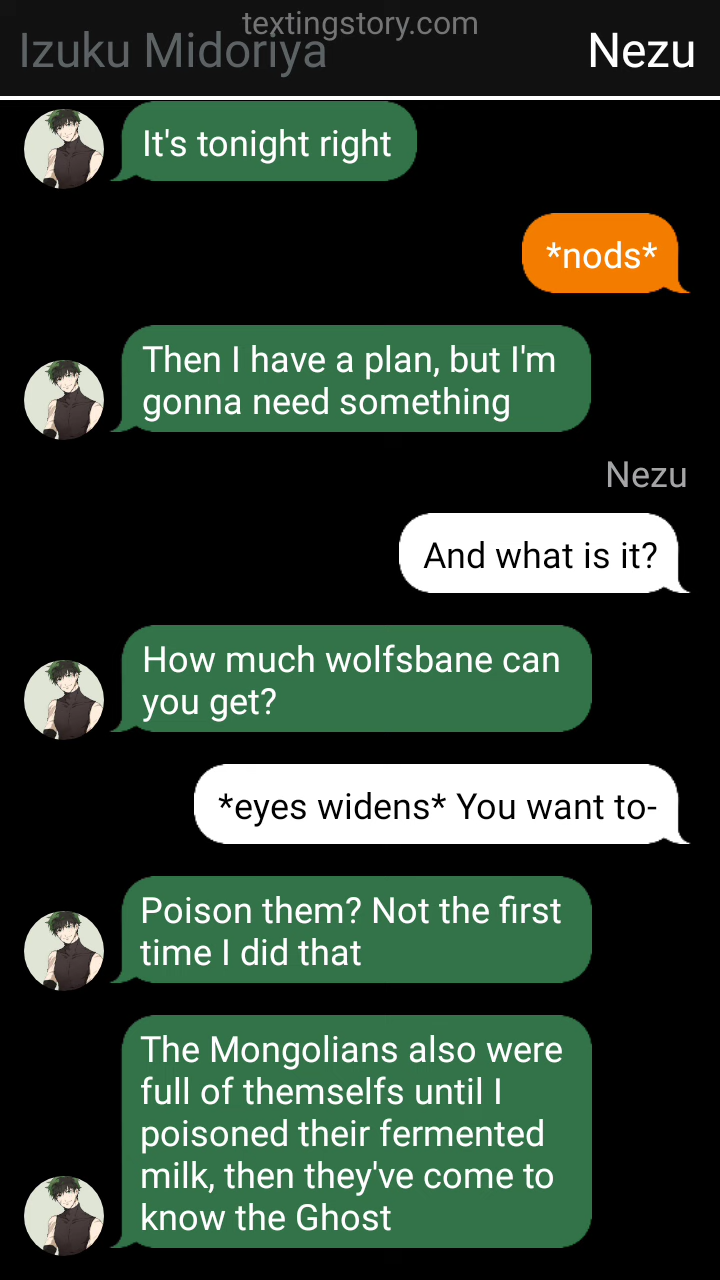 textingstory.com
Izuku Midoriya
Nezu
It's tonight right
*nods*
Then I have a plan, but I'm
gonna need something
Nezu
And what is it?
How much wolfsbane can
you get?
*eyes widens* You want to-
Poison them? Not the first
time I did that
The Mongolians also were
full of themselfs until I
poisoned their fermented
milk, then they've come to
know the Ghost